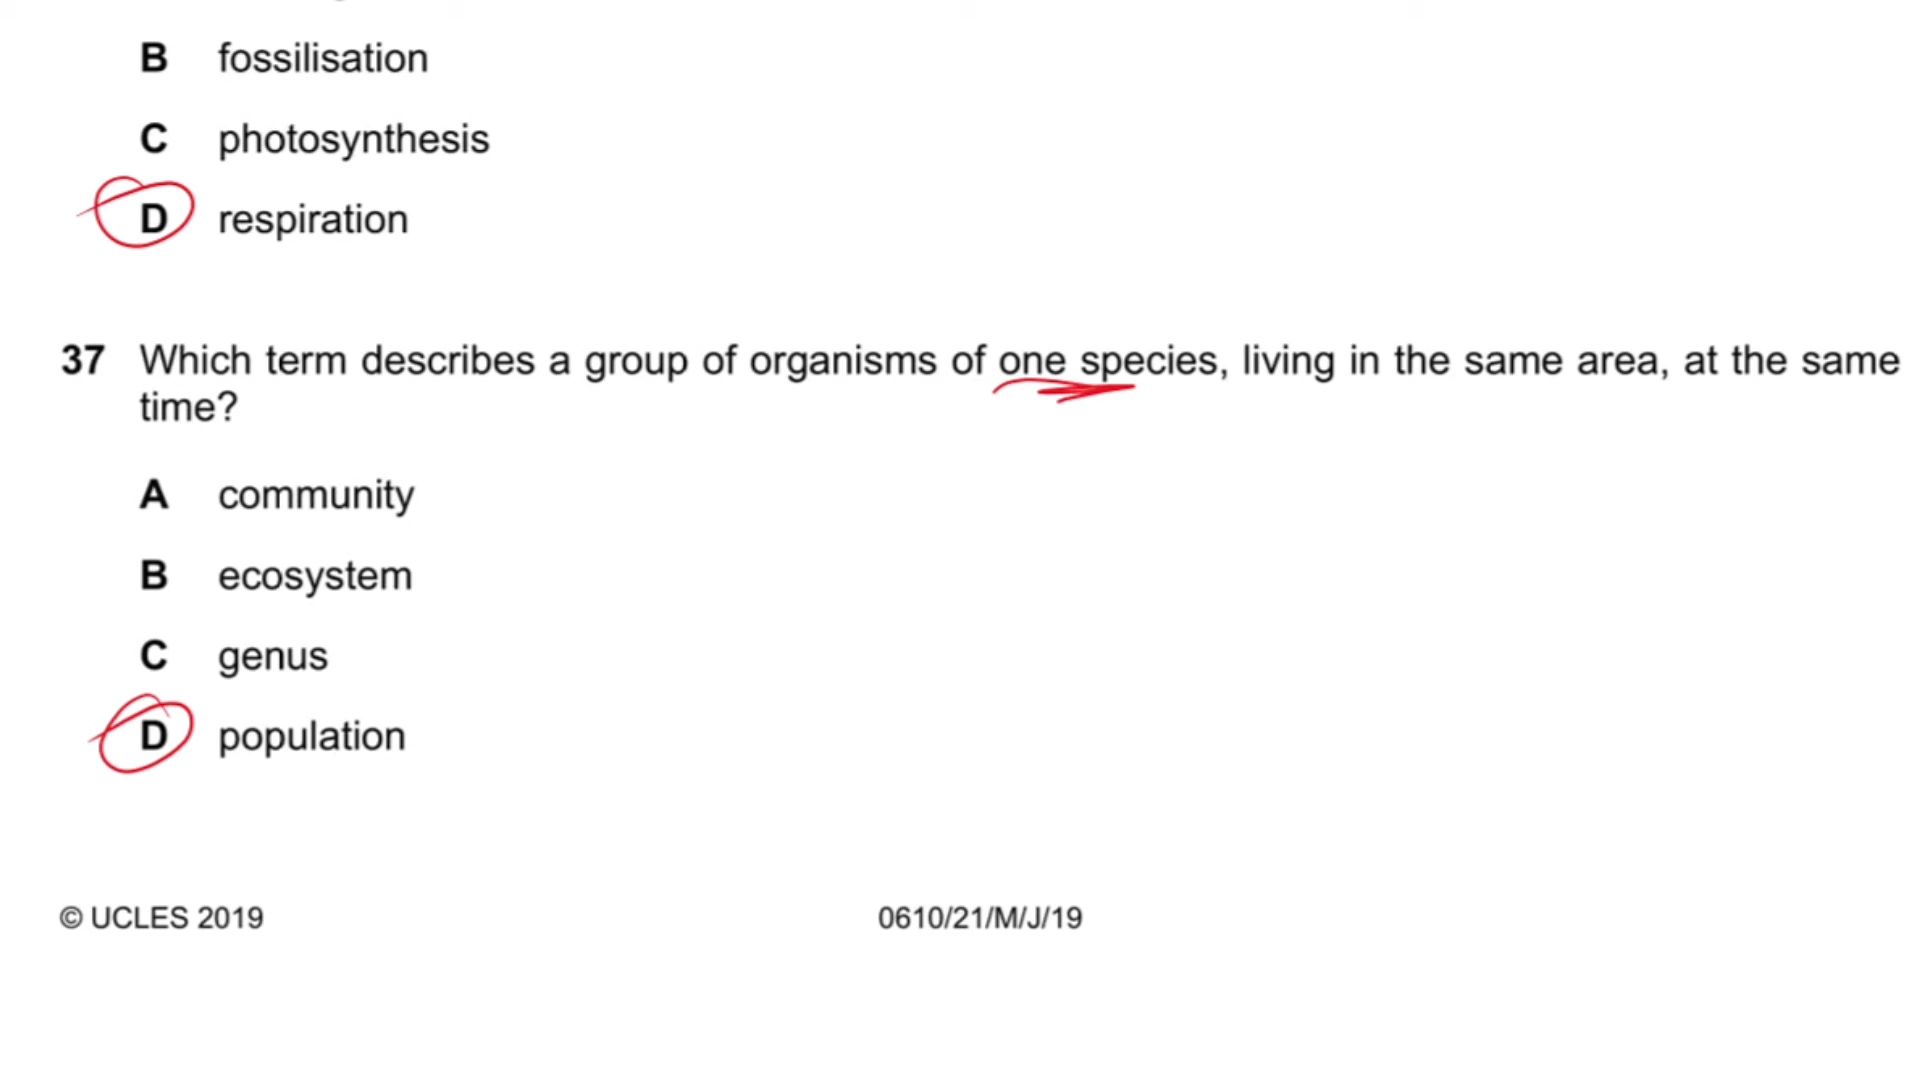 B fossilisation
C photosynthesis
D respiration
37 Which term describes a group of organisms of one species, living in the same area, at the same
time?
A community
B ecosystem
C genus
D population
© UCLES 2019 0610/21/M/J/19